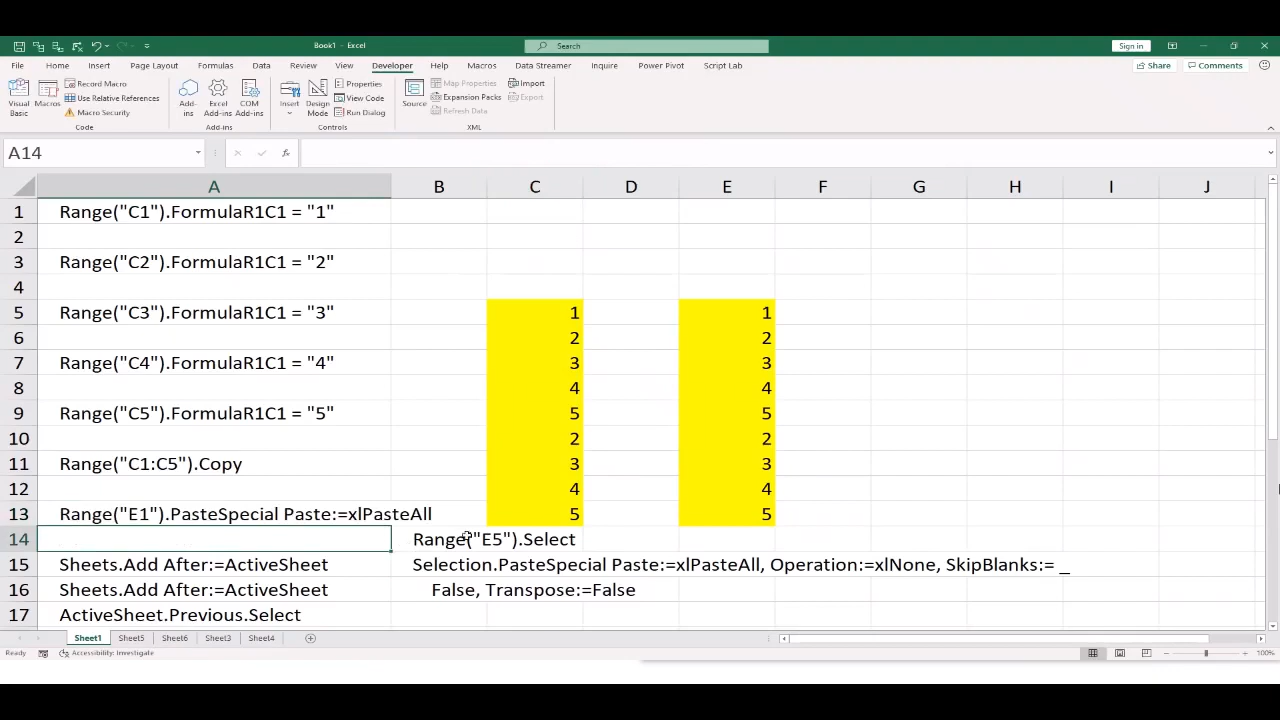 Book1 - Excel
Search
Sign in
File Home Insert Page Layout Formulas Data Review View Developer Help Macros Data Streamer Inquire Power Pivot Script Lab
Share Comments
Visual Basic
Macros
Record Macro
Use Relative References
Macro Security
Code
Add-ins
Excel Add-ins
COM Add-ins
Add-ins
Insert
Design Mode
Properties
View Code
Run Dialog
Controls
Source
Map Properties
Expansion Packs
Refresh Data
Import
Export
XML
A14
fx
A B C D E F G H I J
1 Range("C1").FormulaR1C1 = "1"
2
3 Range("C2").FormulaR1C1 = "2"
4
5 Range("C3").FormulaR1C1 = "3" 1 1
6 2 2
7 Range("C4").FormulaR1C1 = "4" 3 3
8 4 4
9 Range("C5").FormulaR1C1 = "5" 5 5
10 2 2
11 Range("C1:C5").Copy 3 3
12 4 4
13 Range("E1").PasteSpecial Paste:=xlPasteAll 5 5
14 Range("E5").Select
15 Sheets.Add After:=ActiveSheet Selection.PasteSpecial Paste:=xlPasteAll, Operation:=xlNone, SkipBlanks:= _
16 Sheets.Add After:=ActiveSheet False, Transpose:=False
17 ActiveSheet.Previous.Select
Sheet1 Sheet5 Sheet6 Sheet3 Sheet4
Ready Accessibility: Investigate 100%